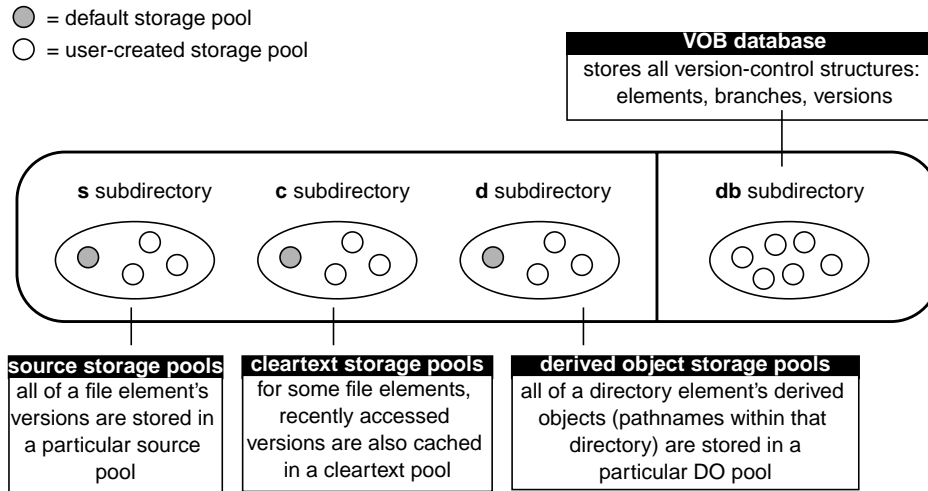 = default storage pool
= user-created storage pool
VOB database
stores all version-control structures:
elements, branches, versions
s subdirectory
c subdirectory
d subdirectory
db subdirectory
source storage pools
all of a file element’s
versions are stored in
a particular source
pool
cleartext storage pools
for some file elements,
recently accessed
versions are also cached
in a cleartext pool
derived object storage pools
all of a directory element’s derived
objects (pathnames within that
directory) are stored in a
particular DO pool